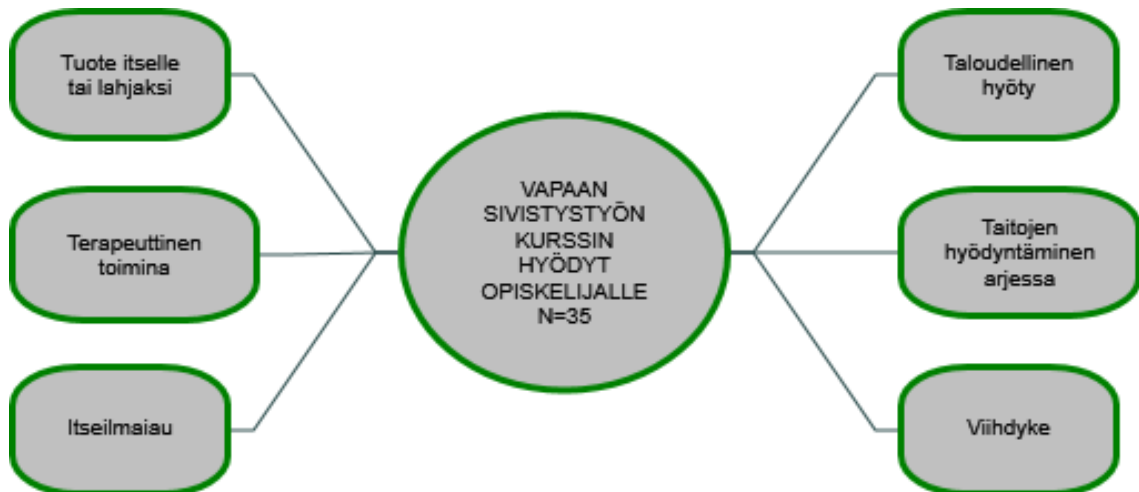 Tuote itselle
tai lahjaksi
Terapeuttinen
toimina
Itseilmaiau
VAPAAN
SIVISTYSTYÖN
KURSSIN
HYÖDYT
OPISKELIJALLE
N=35
Taloudellinen
hyöty
Taitojen
hyödyntäminen
arjessa
Viihdyke